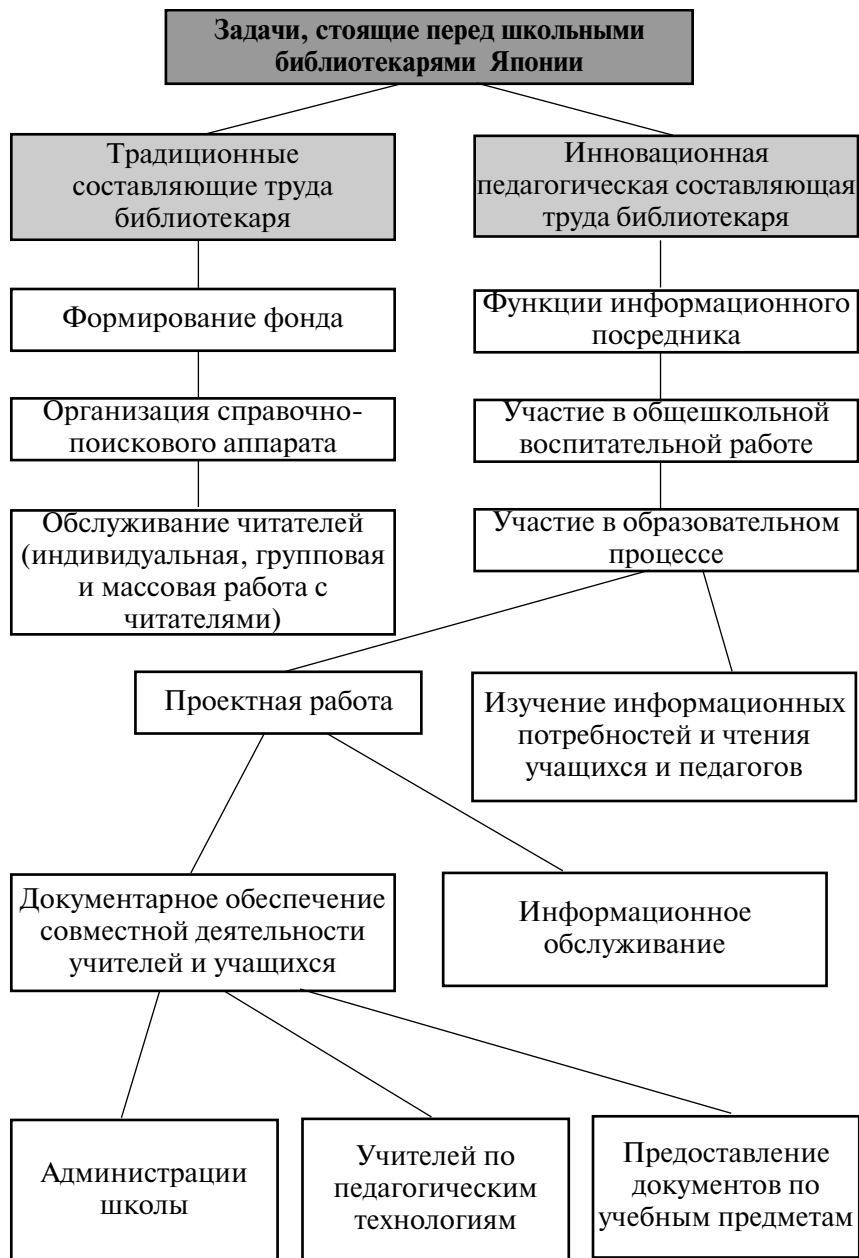 Задачи, стоящие перед школьными
библиотекарями Японии
Традиционные
составляющие труда
библиотекаря
Инновационная
педагогическая составляющая
труда библиотекаря
Формирование фонда
Функции информационного
посредника
Организация справочно-
поискового аппарата
Участие в общешкольной
воспитательной работе
Обслуживание читателей
(индивидуальная, групповая
и массовая работа с
читателями)
Участие в образовательном
процессе
Проектная работа
Изучение информационных
потребностей и чтения
учащихся и педагогов
Документарное обеспечение
совместной деятельности
учителей и учащихся
Информационное
обслуживание
Администрации
школы
Учителей по
педагогическим
технологиям
Предоставление
документов по
учебным предметам